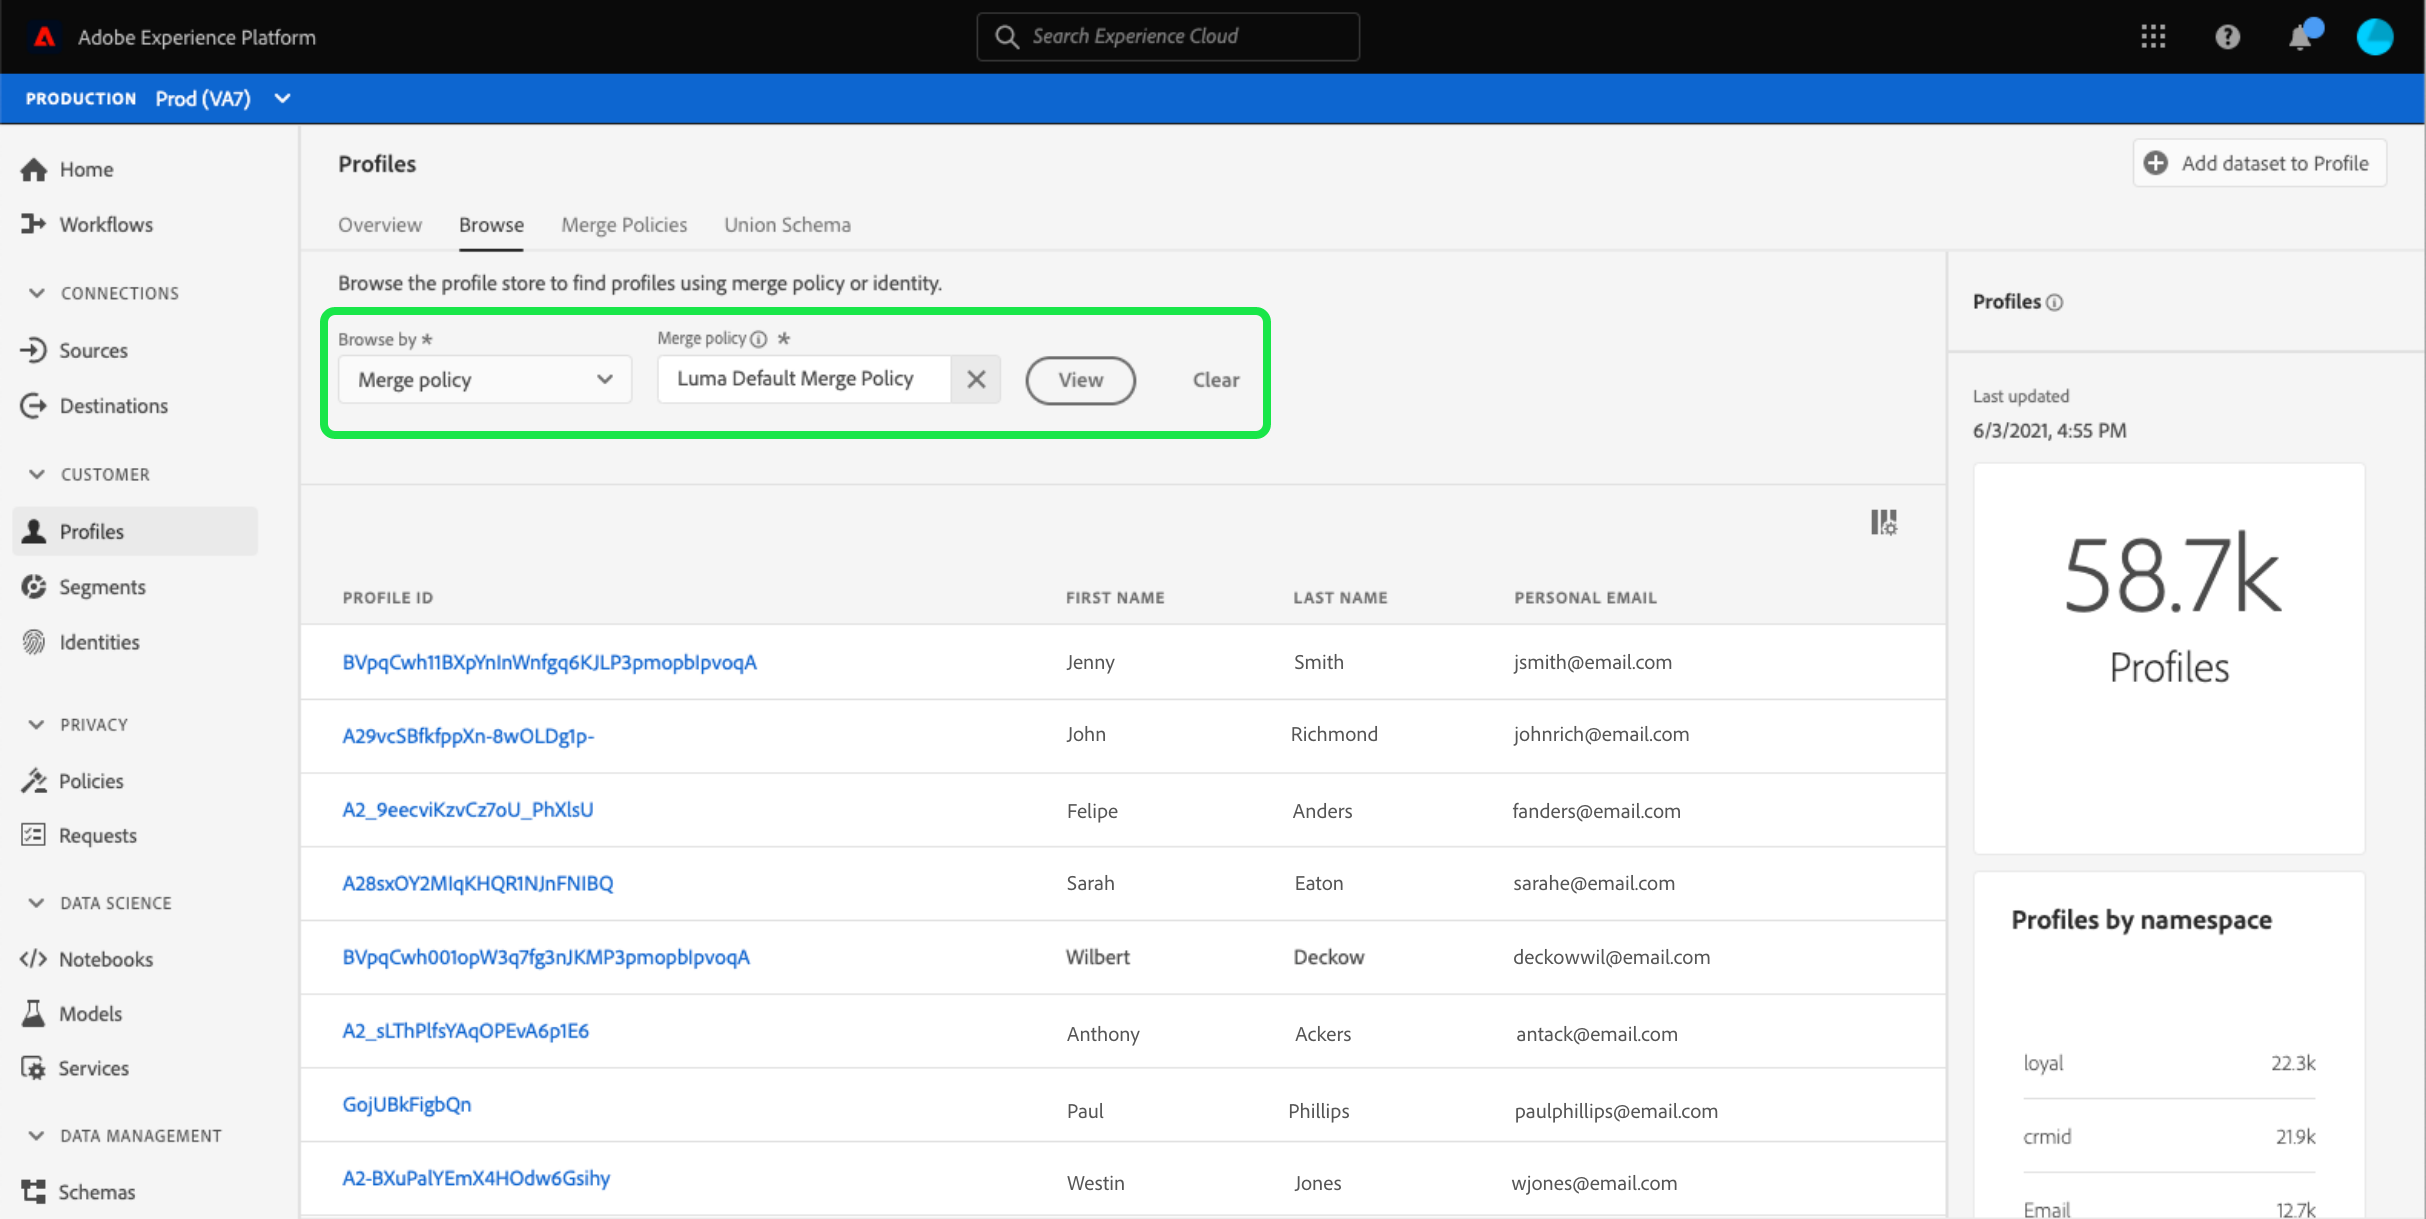 Adobe Experience Platform
Search Experience Cloud
PRODUCTION Prod (VA7)
Home
Workflows
CONNECTIONS
Sources
Destinations
CUSTOMER
Profiles
Segments
Identities
PRIVACY
Policies
Requests
DATA SCIENCE
Notebooks
Models
Services
DATA MANAGEMENT
Schemas
Profiles
Add dataset to Profile
Overview Browse Merge Policies Union Schema
Browse the profile store to find profiles using merge policy or identity.
Browse by * Merge policy *
Merge policy Luma Default Merge Policy View Clear
PROFILE ID FIRST NAME LAST NAME PERSONAL EMAIL
BVpqCwh11BXpYnInWnfgq6KJLP3pmopbIpvoqA Jenny Smith jsmith@email.com
A29vcSBfkfppXn-8wOLDg1p- John Richmond johnrich@email.com
A2_9eecviKzvCz7oU_PhXlsU Felipe Anders fanders@email.com
A28sxOY2MIqKHQR1NJnFNIBQ Sarah Eaton sarahe@email.com
BVpqCwh001opW3q7fg3nJKMP3pmopbIpvoqA Wilbert Deckow deckowwil@email.com
A2_sLThPlfsYAqOPEvA6p1E6 Anthony Ackers antack@email.com
GojUBkFigbQn Paul Phillips paulphillips@email.com
A2-BXuPalYEmX4HOdw6Gsihy Westin Jones wjones@email.com
Profiles
Last updated
6/3/2021, 4:55 PM
58.7k
Profiles
Profiles by namespace
loyal 22.3k
crmid 21.9k
Email 12.7k